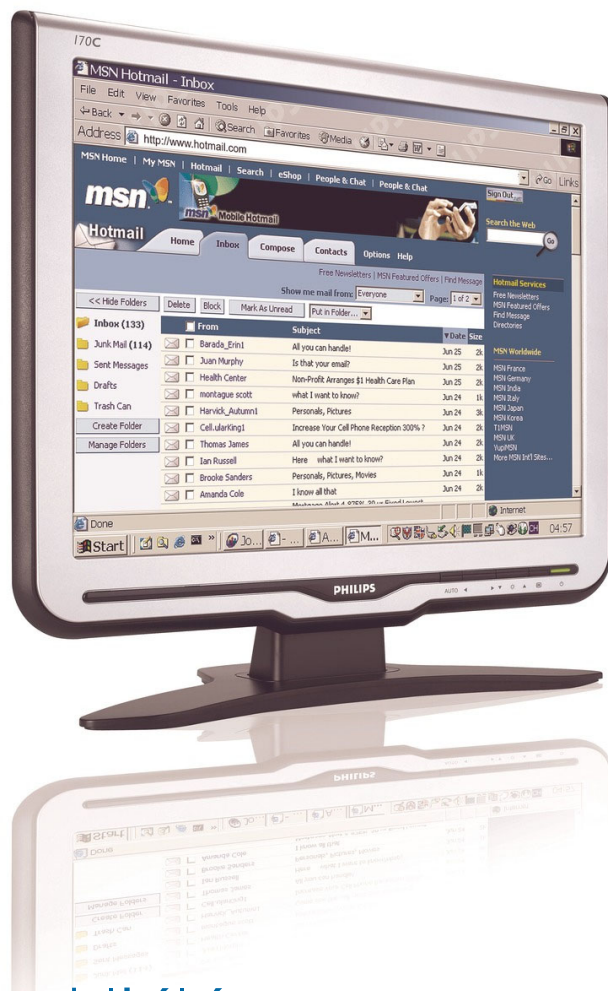 170C
MSN Hotmail - Inbox
File Edit View Favorites Tools Help
Back Search Favorites Media
Address http://www.hotmail.com Go Links
MSN Home | My MSN | Hotmail | Search | eShop | People & Chat | People & Chat
Sign Out...
msn
msn Mobile Hotmail
Search the Web
Go
Hotmail
Home Inbox Compose Contacts Options Help
Free Newsletters | MSN Featured Offers | Find Message
Show me mail from: Everyone Page: 1 of 2
<< Hide Folders
Delete Block Mark As Unread Put in Folder...
From Subject Date Size
Inbox (133)
Junk Mail (114)
Sent Messages
Drafts
Trash Can
Create Folder
Manage Folders
Barada_Erin1 All you can handle! Jun 25 2k
Juan Murphy Is that your email? Jun 25 2k
Health Center Non-Profit Arranges $1 Health Care Plan Jun 25 2k
montague scott what I want to know? Jun 24 1k
Harvick_Autumn1 Personals, Pictures Jun 24 3k
Cell.ularKing1 Increase Your Cell Phone Reception 300% ? Jun 24 2k
Thomas James All you can handle! Jun 24 2k
Ian Russell Here what I want to know? Jun 24 2k
Brooke Sanders Personals, Pictures, Movies Jun 24 1k
Amanda Cole I know all that Jun 24 2k
Hotmail Services
Free Newsletters
MSN Featured Offers
Find Message
Directories
MSN Worldwide
MSN France
MSN Germany
MSN India
MSN Italy
MSN Japan
MSN Korea
T1MSN
MSN UK
YupiMSN
More MSN Int'l Sites...
Done Internet
Start Jo... - ... A... M... 04:57
PHILIPS
AUTO